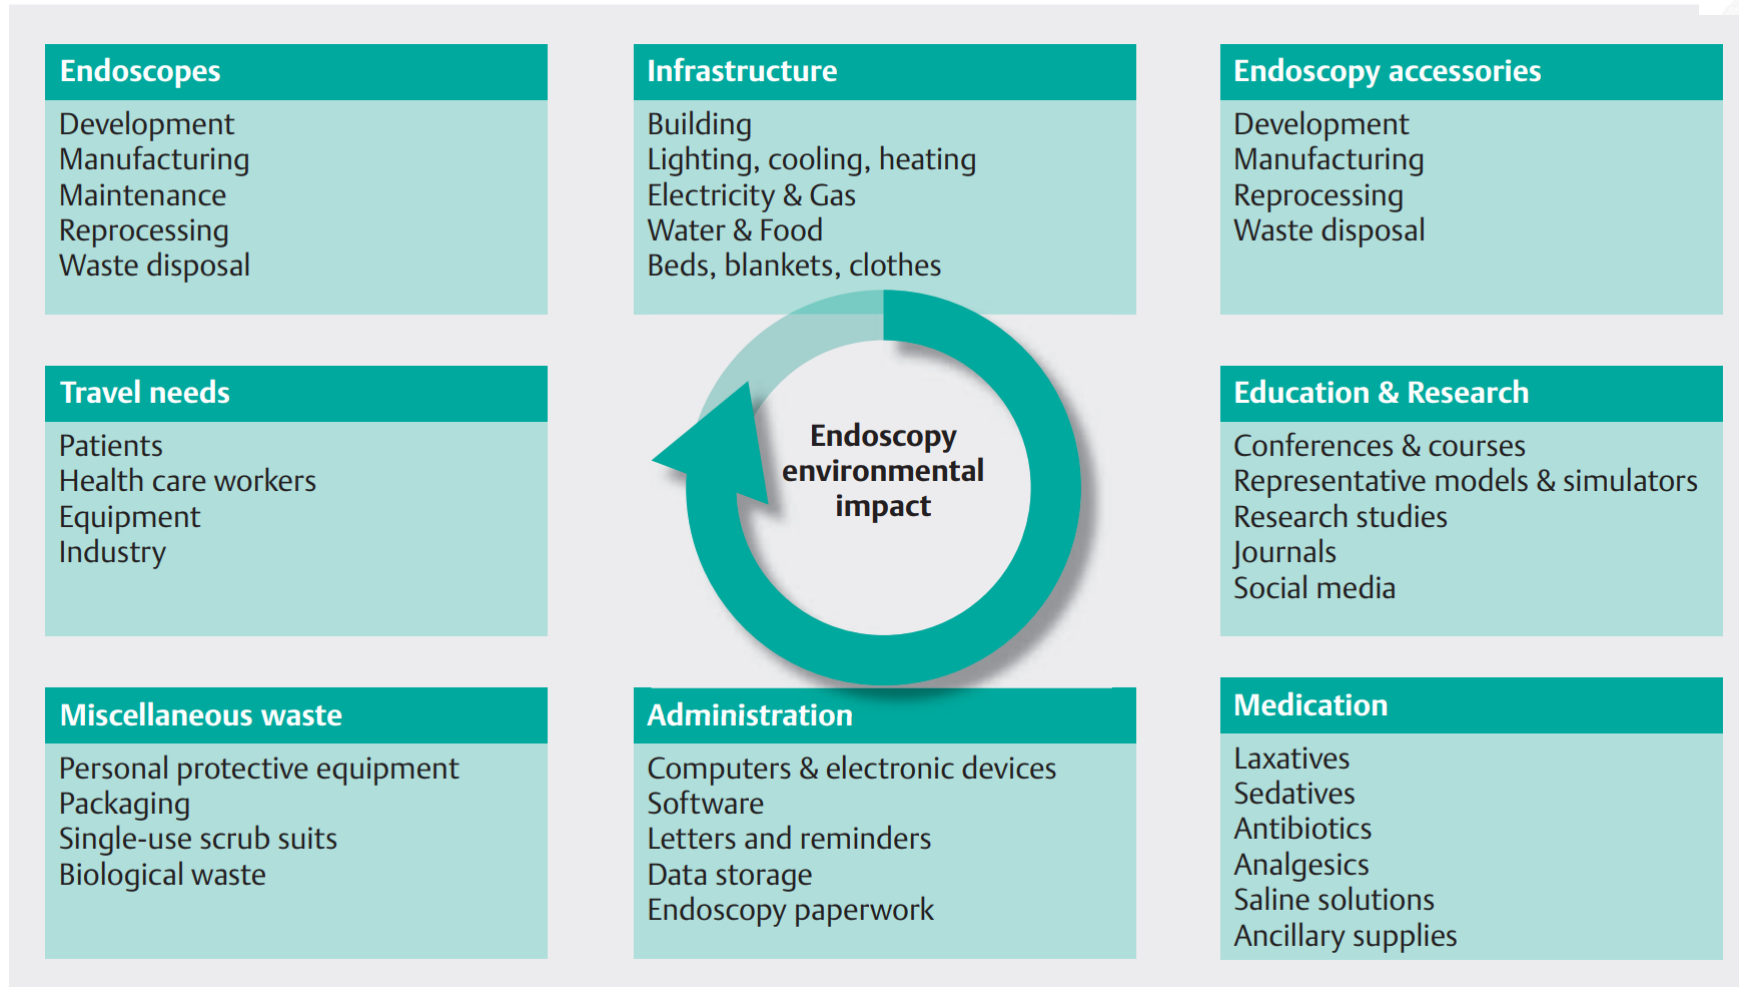 Endoscopes
Development
Manufacturing
Maintenance
Reprocessing
Waste disposal
Infrastructure
Building
Lighting, cooling, heating
Electricity & Gas
Water & Food
Beds, blankets, clothes
Endoscopy accessories
Development
Manufacturing
Reprocessing
Waste disposal
Travel needs
Patients
Health care workers
Equipment
Industry
Endoscopy
environmental
impact
Education & Research
Conferences & courses
Representative models & simulators
Research studies
Journals
Social media
Miscellaneous waste
Personal protective equipment
Packaging
Single-use scrub suits
Biological waste
Administration
Computers & electronic devices
Software
Letters and reminders
Data storage
Endoscopy paperwork
Medication
Laxatives
Sedatives
Antibiotics
Analgesics
Saline solutions
Ancillary supplies